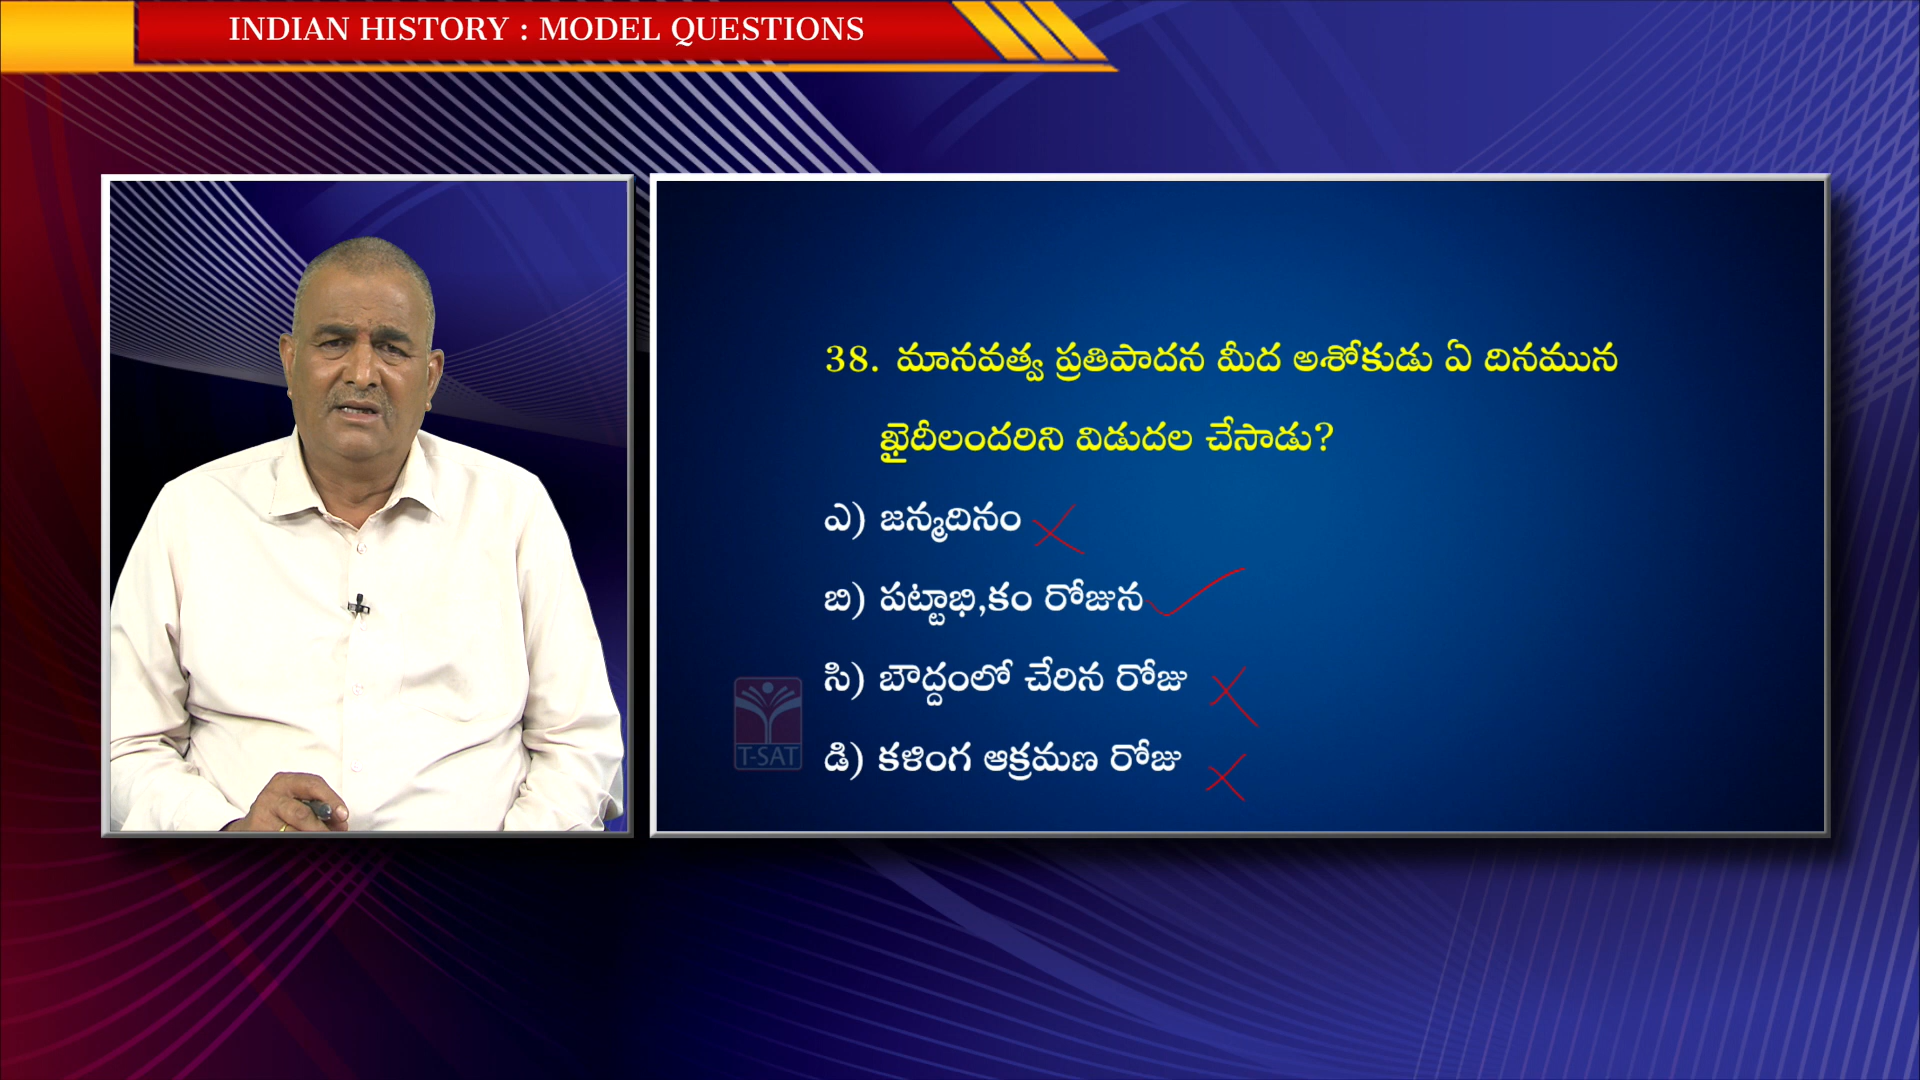 INDIAN HISTORY : MODEL QUESTIONS
38. మానవత్వ ప్రతిపాదన మీద అశోకుడు ఏ దినమున
ఖైదీలందరిని విడుదల చేసాడు?
ఎ) జన్మదినం
బి) పట్టాభి,కం రోజున
సి) బౌద్దంలో చేరిన రోజు
డి) కళింగ ఆక్రమణ రోజు
T-SAT